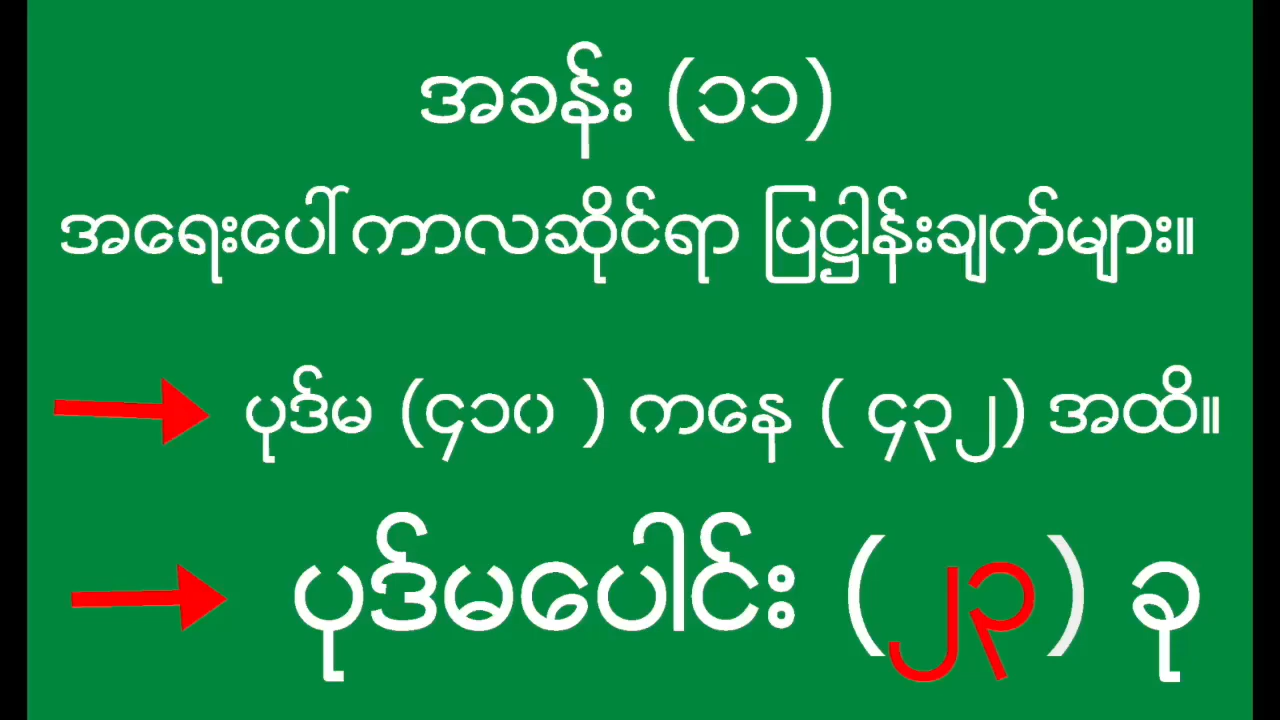 အခန်း (၁၁)
အရေးပေါ် ကာလဆိုင်ရာ ပြဋ္ဌါန်းချက်များ။
ပုဒ်မ (၄၁၀ ) ကနေ ( ၄၃၂) အထိ။
ပုဒ်မပေါင်း (၂၃) ခု